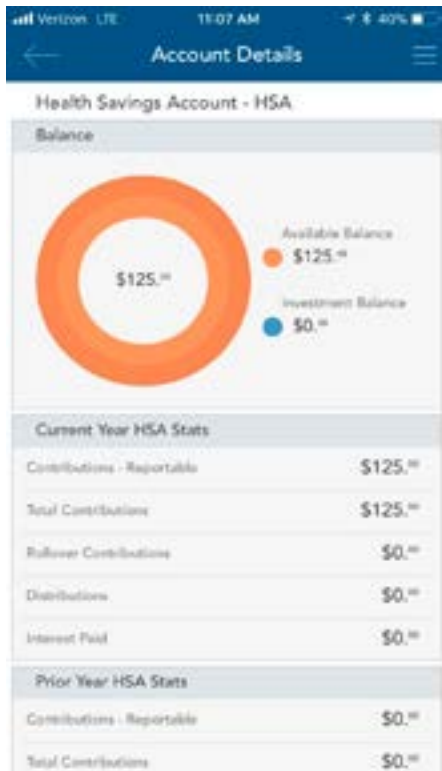 Verizon LTE 11:07 AM 40%
Account Details
Health Savings Account - HSA
Balance
Available Balance
$125.00
$125.00
Investment Balance
$0.00
Current Year HSA Stats
Contributions - Reportable $125.00
Total Contributions $125.00
Rollover Contributions $0.00
Distributions $0.00
Interest Paid $0.00
Prior Year HSA Stats
Contributions - Reportable $0.00
Total Contributions $0.00